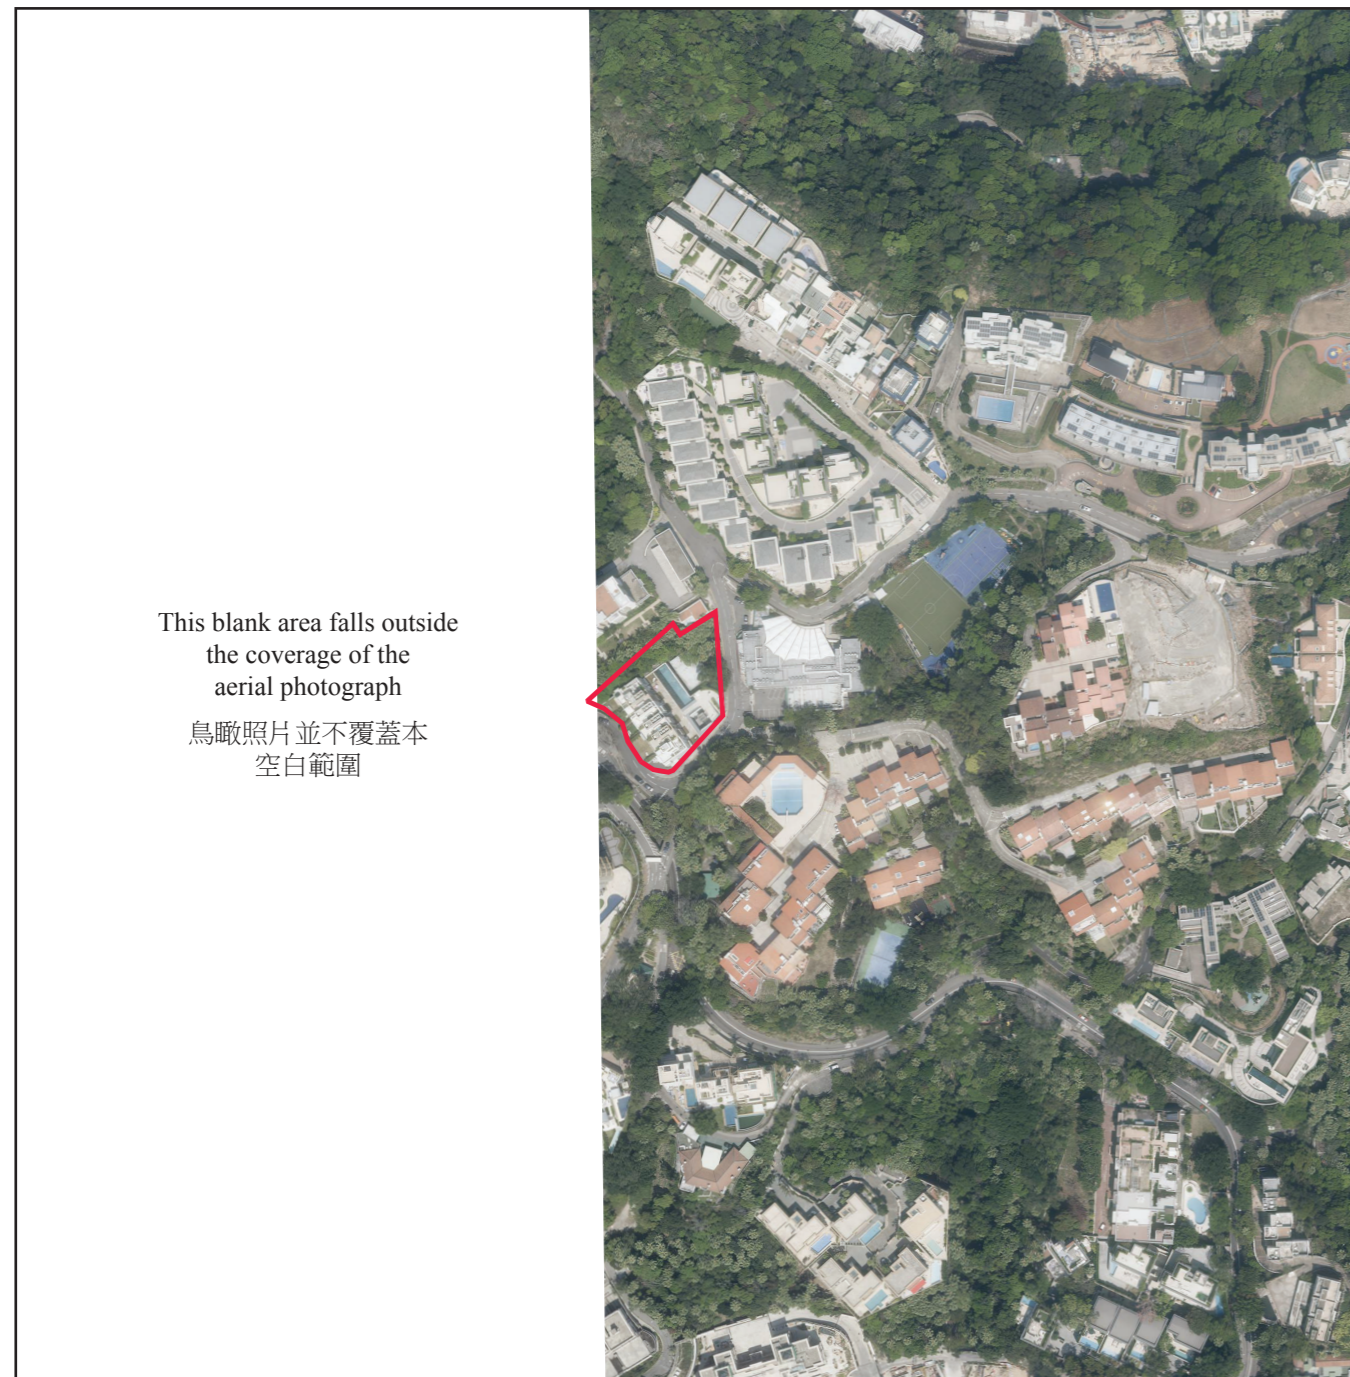 This blank area falls outside
the coverage of the
aerial photograph
鳥瞰照片並不覆蓋本
空白範圍